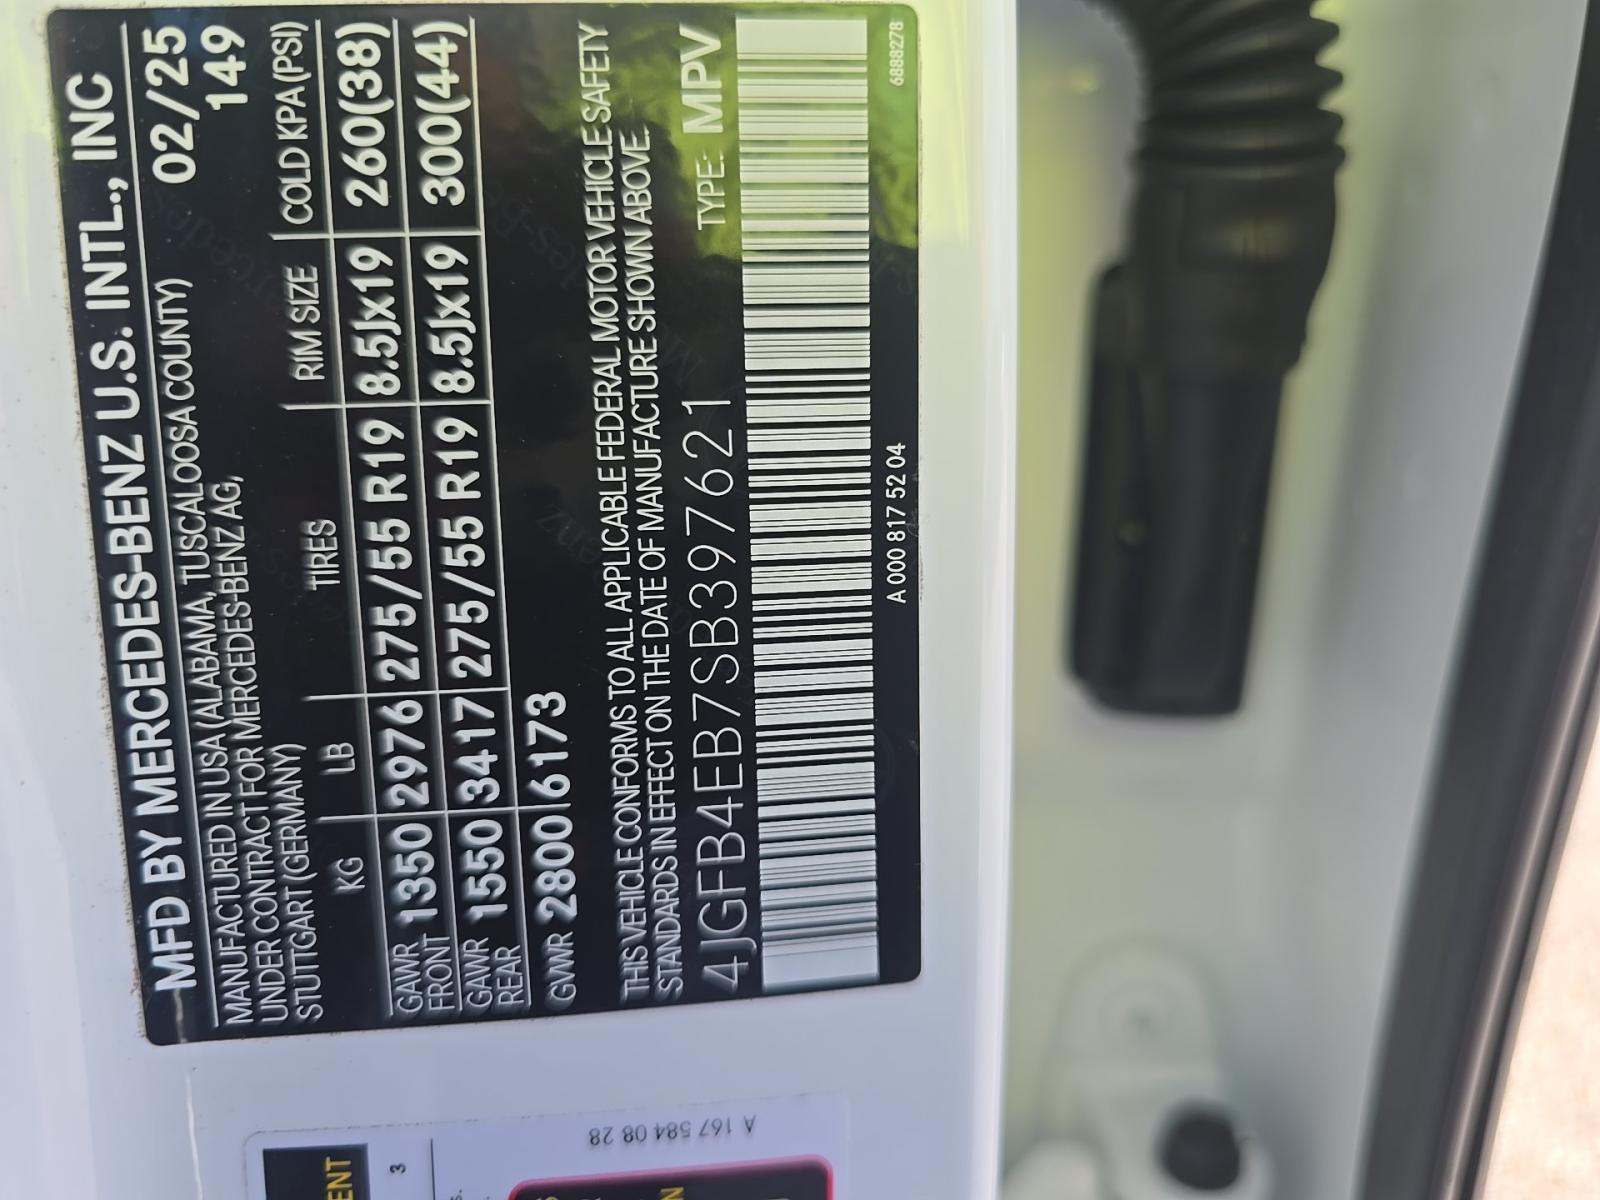 MFD BY MERCEDES-BENZ U.S. INTL., INC
MANUFACTURED IN USA (ALABAMA, TUSCALOOSA COUNTY) 02/25
UNDER CONTRACT FOR MERCEDES-BENZ AG, 149
STUTTGART (GERMANY)
KG LB TIRES RIM SIZE COLD KPA (PSI)
GAWR FRONT 1350 2976 275/55 R19 8.5Jx19 260(38)
GAWR REAR 1550 3417 275/55 R19 8.5Jx19 300(44)
GVWR 2800 6173
THIS VEHICLE CONFORMS TO ALL APPLICABLE FEDERAL MOTOR VEHICLE SAFETY
STANDARDS IN EFFECT ON THE DATE OF MANUFACTURE SHOWN ABOVE.
4JGFB4EB7SB397621 TYPE: MPV
A 000 817 52 04 6888278
A 167 584 08 28
ENT
3